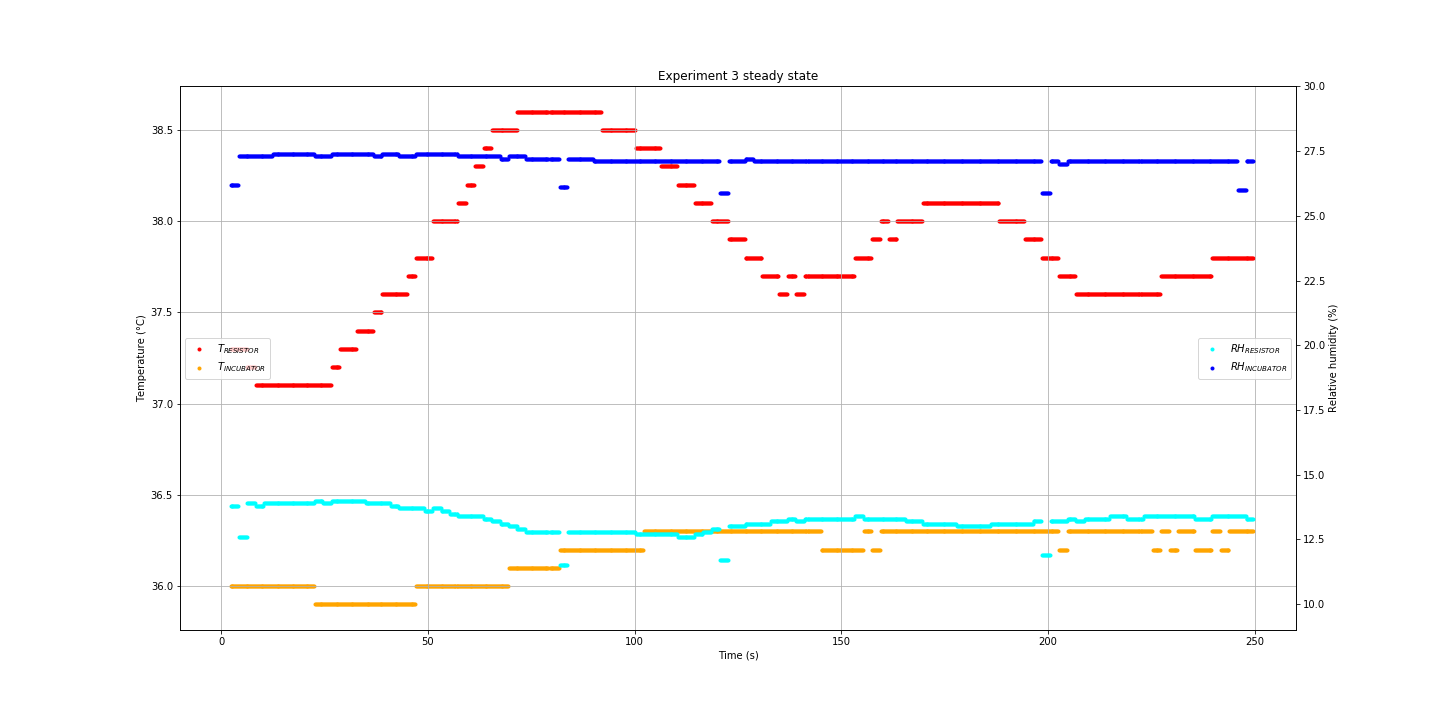 Experiment 3 steady state
30.0
38.5
27.5
38.0
25.0
22.5
37.5
20.0
T_RESISTOR
T_INCUBATOR
RH_RESISTOR
RH_INCUBATOR
Temperature (°C)
Relative humidity (%)
37.0
17.5
15.0
36.5
12.5
36.0
10.0
0 50 100 150 200 250
Time (s)